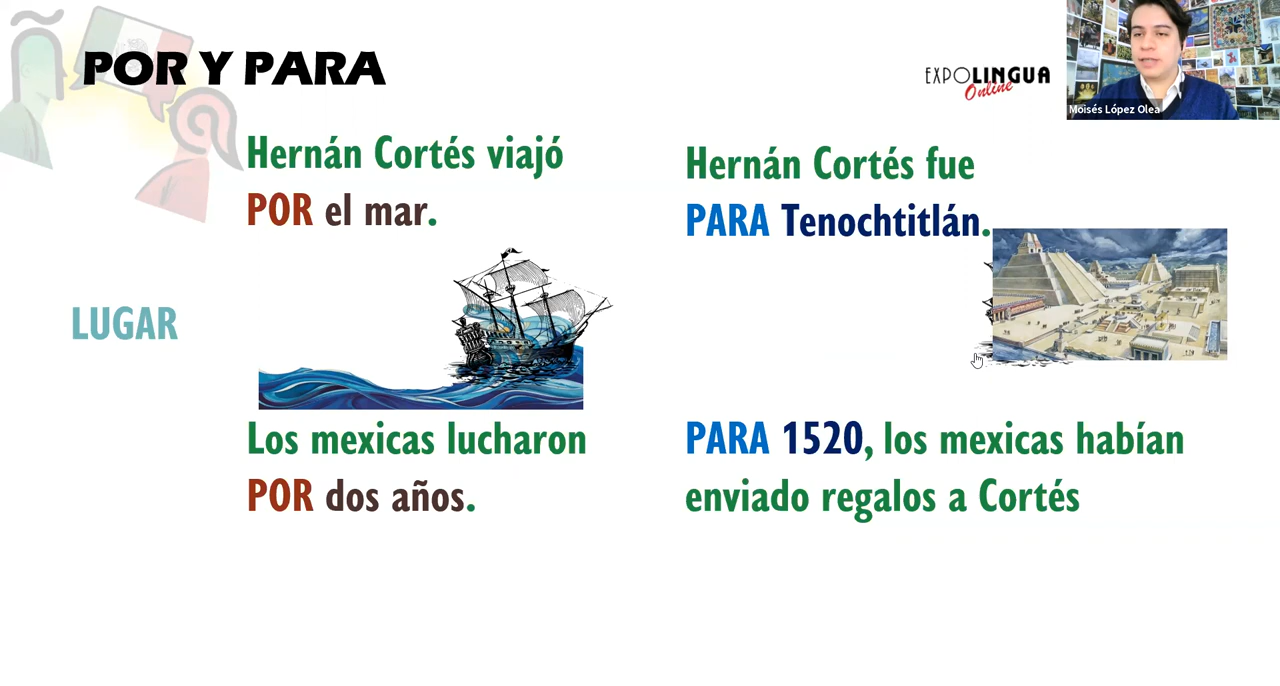 POR Y PARA
EXPOLINGUA
Online
Moisés López Olea
Hernán Cortés viajó
POR el mar.
Hernán Cortés fue
PARA Tenochtitlán.
LUGAR
Los mexicas lucharon
POR dos años.
PARA 1520, los mexicas habían
enviado regalos a Cortés
ñ
@